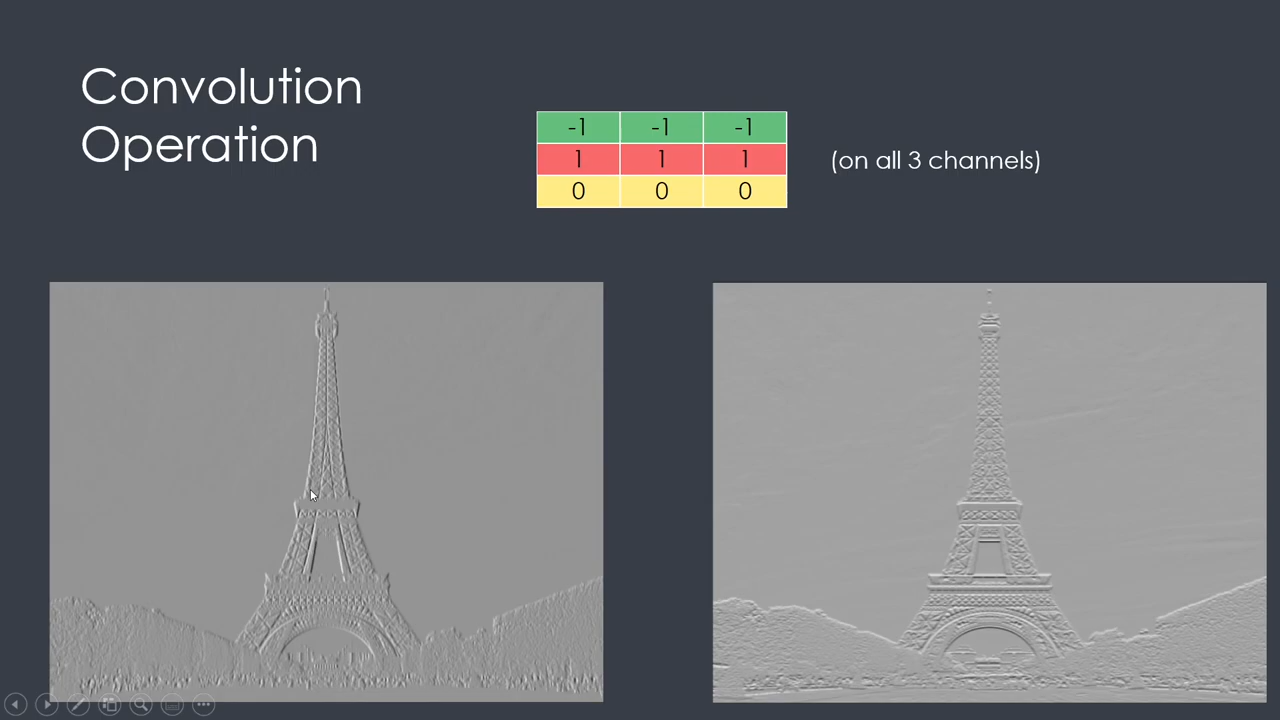 Convolution
Operation
-1 -1 -1
1 1 1
0 0 0
(on all 3 channels)